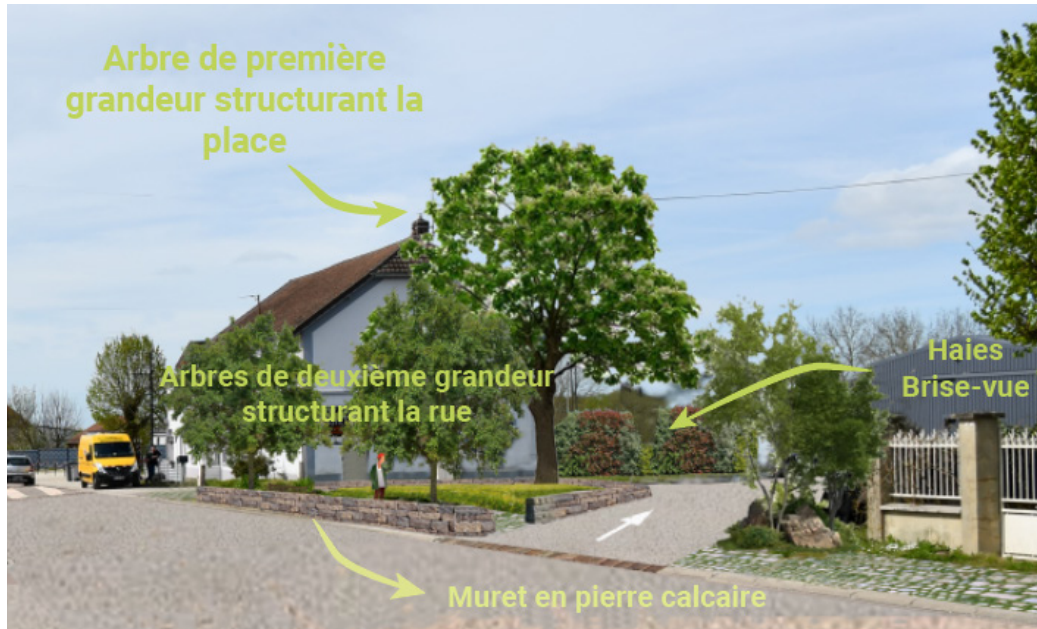 Arbre de première
grandeur structurant la
place
Arbres de deuxième grandeur
structurant la rue
Haies
Brise-vue
Muret en pierre calcaire